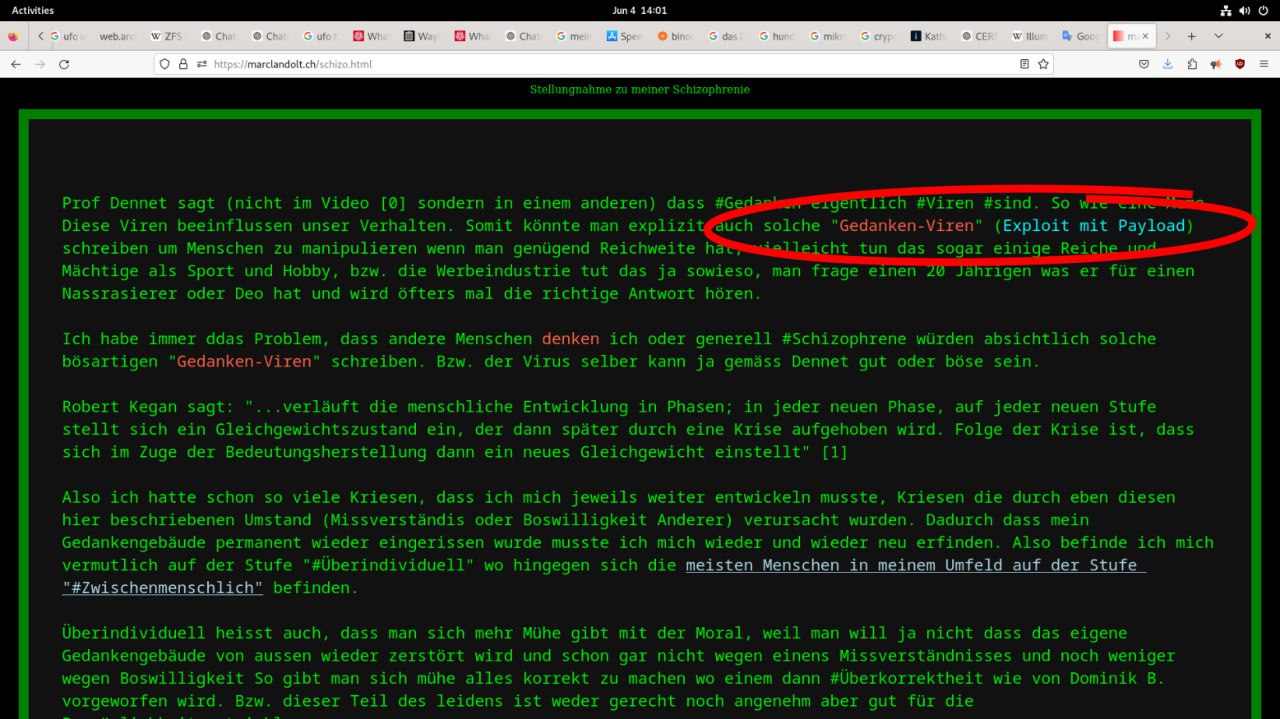 Activities
Jun 4 14:01
ufo u
web.arc
ZFS
Chat
Chat
ufo b
Wha
Way
Wha
Chat
mein
Spee
binor
das
hund
mikr
cryp
Kath
CERN
Illum
Goog
ma
https://marclandolt.ch/schizo.html
Stellungnahme zu meiner Schizophrenie
Prof Dennet sagt (nicht im Video [0] sondern in einem anderen) dass #Gedanken eigentlich #Viren #sind. So wie eine Meme
Diese Viren beeinflussen unser Verhalten. Somit könnte man explizit auch solche "Gedanken-Viren" (Exploit mit Payload)
schreiben um Menschen zu manipulieren wenn man genügend Reichweite hat, vielleicht tun das sogar einige Reiche und
Mächtige als Sport und Hobby, bzw. die Werbeindustrie tut das ja sowieso, man frage einen 20 Jährigen was er für einen
Nassrasierer oder Deo hat und wird öfters mal die richtige Antwort hören.
Ich habe immer ddas Problem, dass andere Menschen denken ich oder generell #Schizophrene würden absichtlich solche
bösartigen "Gedanken-Viren" schreiben. Bzw. der Virus selber kann ja gemäss Dennet gut oder böse sein.
Robert Kegan sagt: "...verläuft die menschliche Entwicklung in Phasen; in jeder neuen Phase, auf jeder neuen Stufe
stellt sich ein Gleichgewichtszustand ein, der dann später durch eine Krise aufgehoben wird. Folge der Krise ist, dass
sich im Zuge der Bedeutungsherstellung dann ein neues Gleichgewicht einstellt" [1]
Also ich hatte schon so viele Kriesen, dass ich mich jeweils weiter entwickeln musste, Kriesen die durch eben diesen
hier beschriebenen Umstand (Missverständis oder Boswilligkeit Anderer) verursacht wurden. Dadurch dass mein
Gedankengebäude permanent wieder eingerissen wurde musste ich mich wieder und wieder neu erfinden. Also befinde ich mich
vermutlich auf der Stufe "#Überindividuell" wo hingegen sich die meisten Menschen in meinem Umfeld auf der Stufe
"#Zwischenmenschlich" befinden.
Überindividuell heisst auch, dass man sich mehr Mühe gibt mit der Moral, weil man will ja nicht dass das eigene
Gedankengebäude von aussen wieder zerstört wird und schon gar nicht wegen einens Missverständnisses und noch weniger
wegen Boswilligkeit So gibt man sich mühe alles korrekt zu machen wo einem dann #Überkorrektheit wie von Dominik B.
vorgeworfen wird. Bzw. dieser Teil des leidens ist weder gerecht noch angenehm aber gut für die